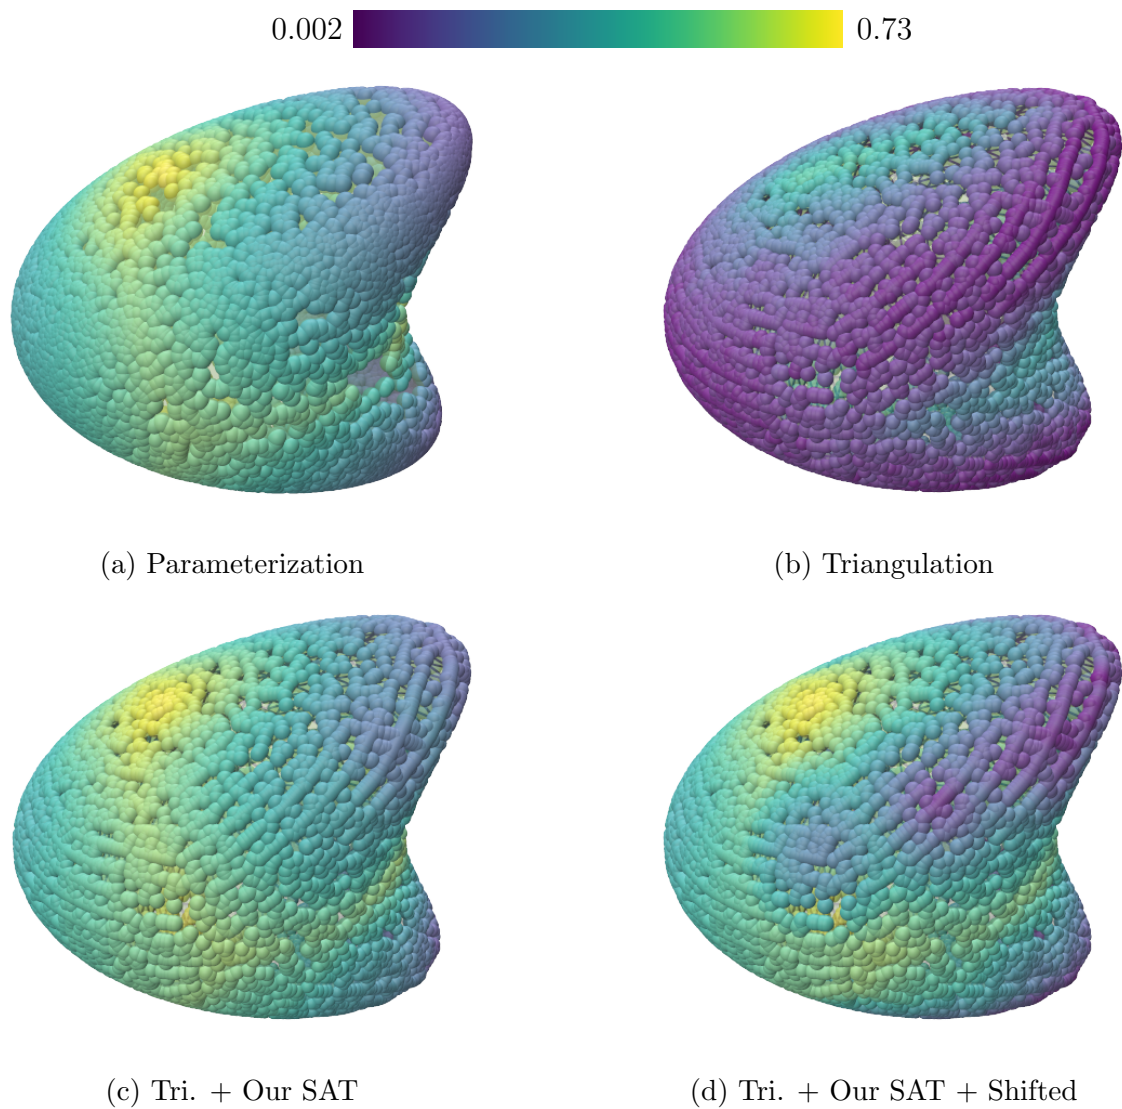 0.002 0.73
(a) Parameterization
(b) Triangulation
(c) Tri. + Our SAT
(d) Tri. + Our SAT + Shifted